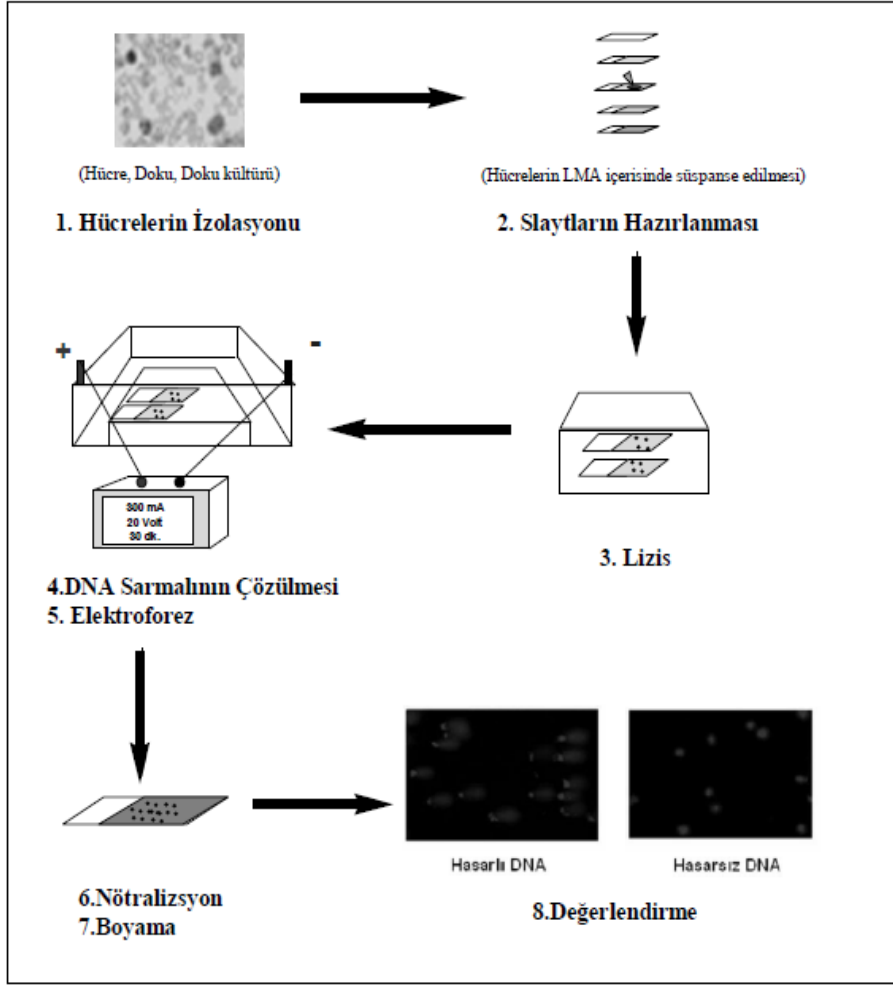 (Hücre, Doku, Doku kültürü)
(Hücrelerin LMA içerisinde süspanse edilmesi)
1. Hücrelerin İzolasyonu
2. Slaytların Hazırlanması
+
-
300 mA
20 Volt
30 dk.
3. Lizis
4.DNA Sarmalının Çözülmesi
5. Elektroforez
Hasarlı DNA
Hasarsız DNA
6.Nötralizsyon
7.Boyama
8.Değerlendirme